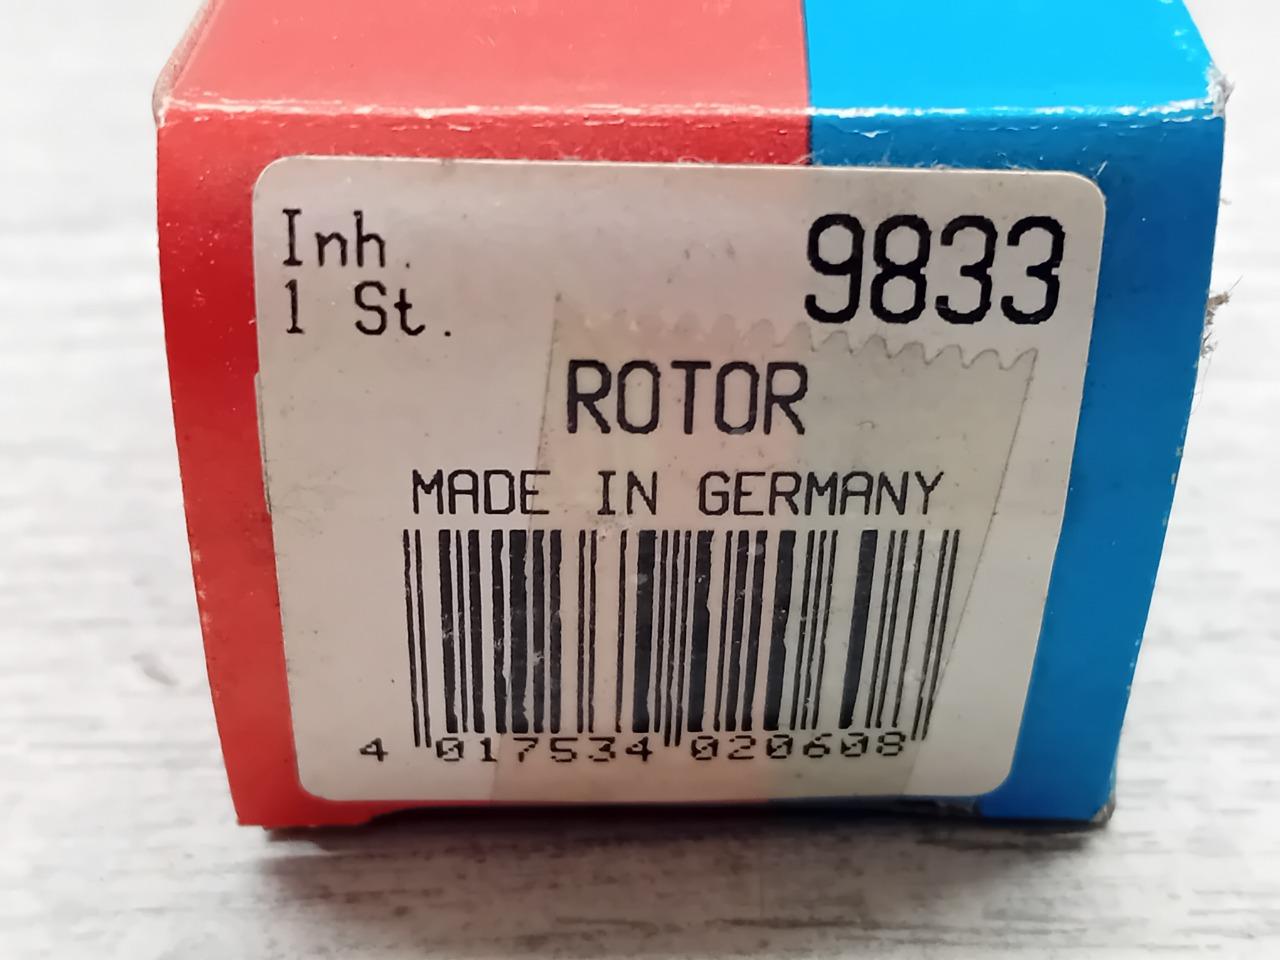 Inh.
1 St.
9833
ROTOR
MADE IN GERMANY
4 017534 020608